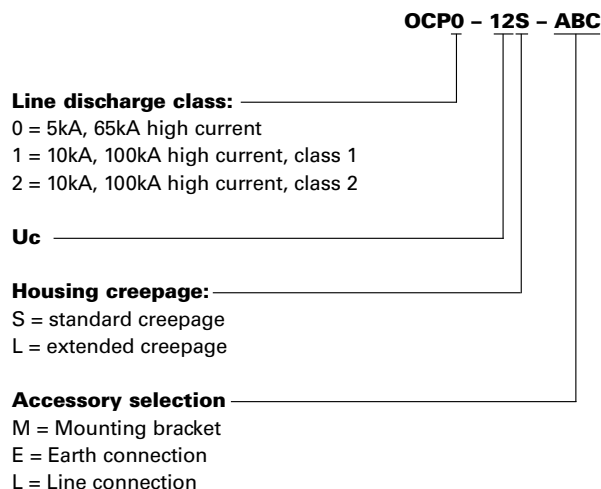 OCP0 – 12S – ABC
Line discharge class:
0 = 5kA, 65kA high current
1 = 10kA, 100kA high current, class 1
2 = 10kA, 100kA high current, class 2
Uc
Housing creepage:
S = standard creepage
L = extended creepage
Accessory selection
M = Mounting bracket
E = Earth connection
L = Line connection